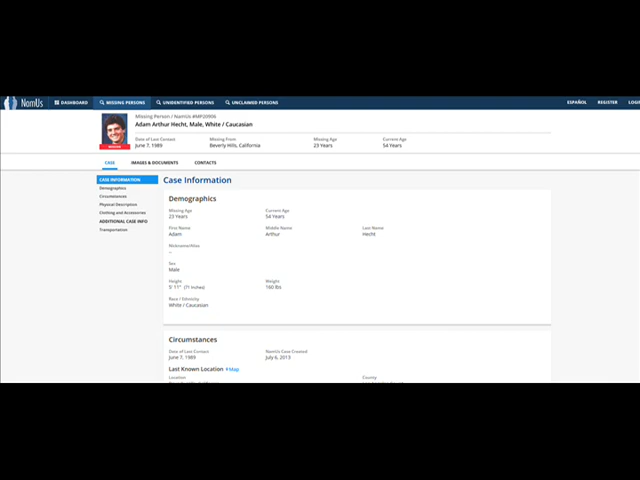 NamUs DASHBOARD MISSING PERSONS UNIDENTIFIED PERSONS UNCLAIMED PERSONS ESPAÑOL REGISTER
Missing Person / NamUs #MP20906
Adam Arthur Hecht, Male, White / Caucasian
Date of Last Contact Missing From Missing Age Current Age
June 7, 1989 Beverly Hills, California 23 Years 54 Years
MISSING
CASE IMAGES & DOCUMENTS CONTACTS
CASE INFORMATION
Demographics
Circumstances
Physical Description
Clothing and Accessories
ADDITIONAL CASE INFO
Transportation
Case Information
Demographics
Missing Age Current Age
23 Years 54 Years
First Name Middle Name Last Name
Adam Arthur Hecht
Nickname/Alias
--
Sex
Male
Height Weight
5' 11" (71 Inches) 160 lbs
Race / Ethnicity
White / Caucasian
Circumstances
Date of Last Contact NamUs Case Created
June 7, 1989 July 6, 2013
Last Known Location Map
Location County